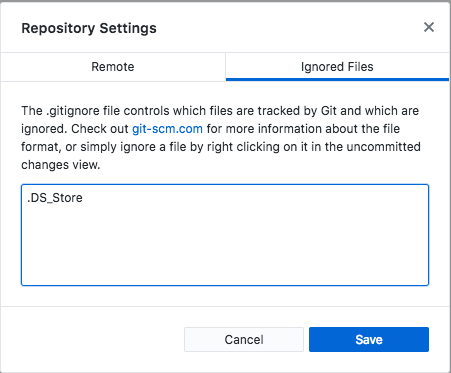 Repository Settings
Remote
Ignored Files
The .gitignore file controls which files are tracked by Git and which are
ignored. Check out git-scm.com for more information about the file
format, or simply ignore a file by right clicking on it in the uncommitted
changes view.
.DS_Store
Cancel
Save